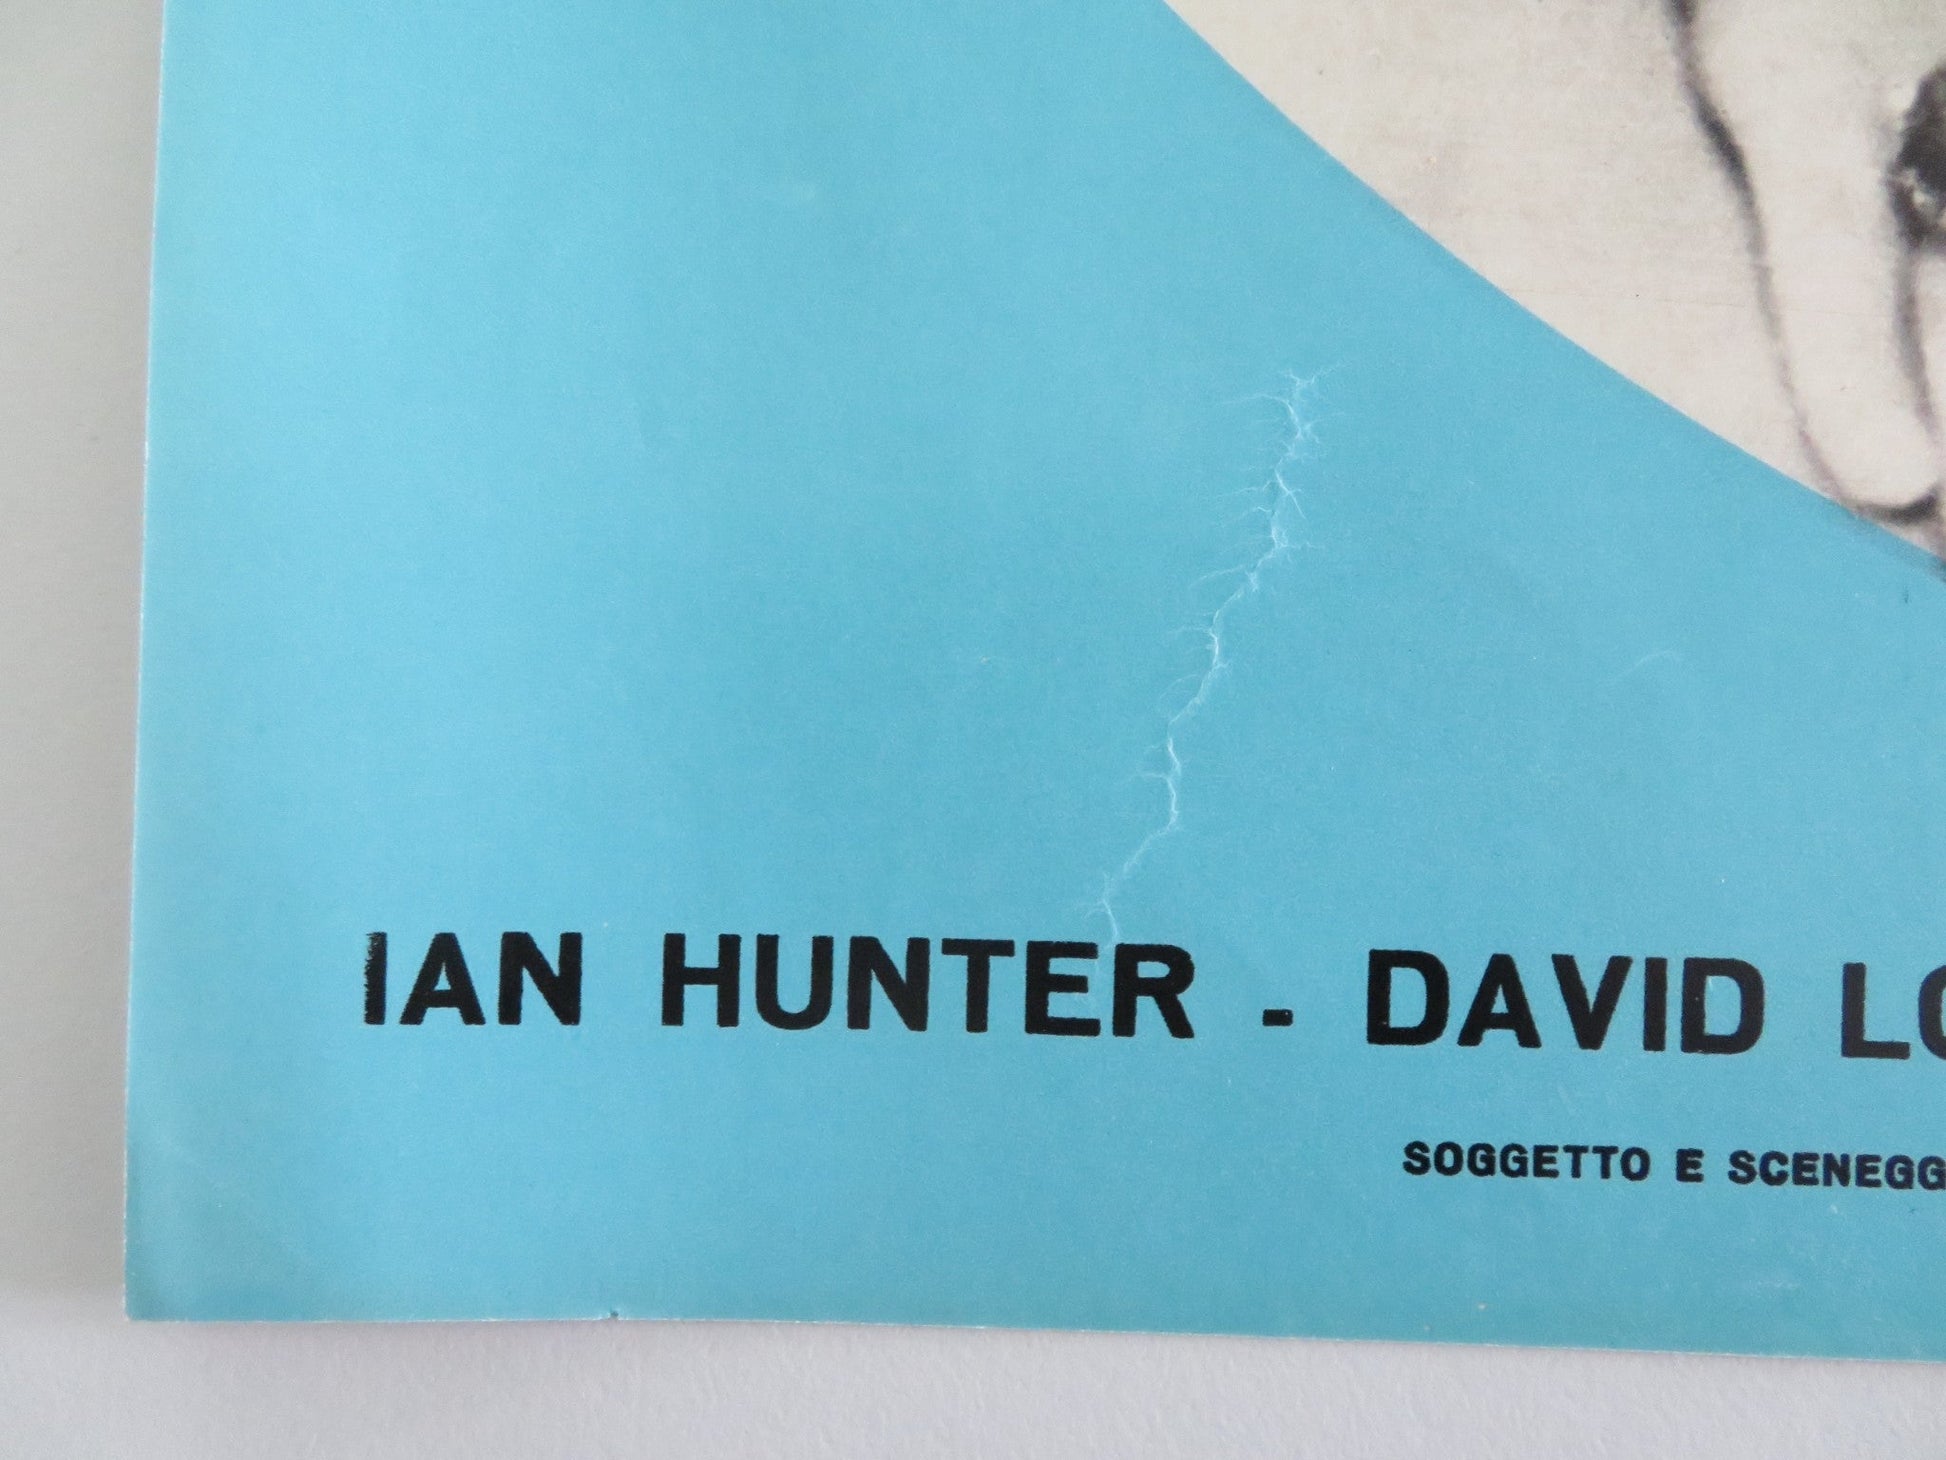 IAN HUNTER - DAVID LO
SOGGETTO E SCENEGG